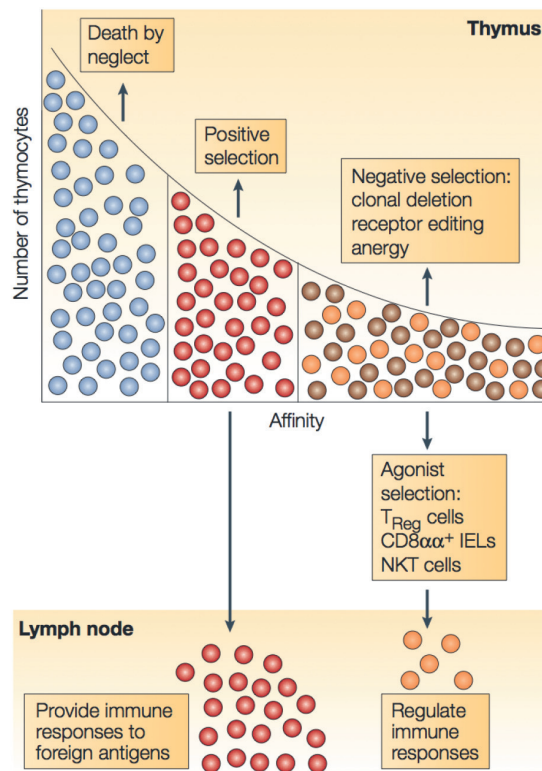 Thymus
Death by
neglect
Positive
selection
Negative selection:
clonal deletion
receptor editing
anergy
Number of thymocytes
Affinity
Agonist
selection:
TReg cells
CD8αα+ IELs
NKT cells
Lymph node
Provide immune
responses to
foreign antigens
Regulate
immune
responses